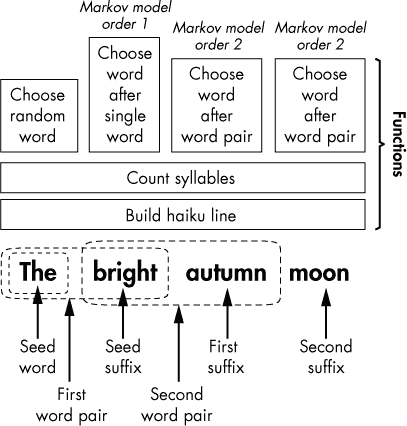 Markov model
order 1
Markov model
order 2
Markov model
order 2
Choose
random
word
Choose
word
after
single
word
Choose
word
after
word pair
Choose
word
after
word pair
Functions
Count syllables
Build haiku line
The bright autumn moon
Seed
word
Seed
suffix
First
suffix
Second
suffix
First
word pair
Second
word pair